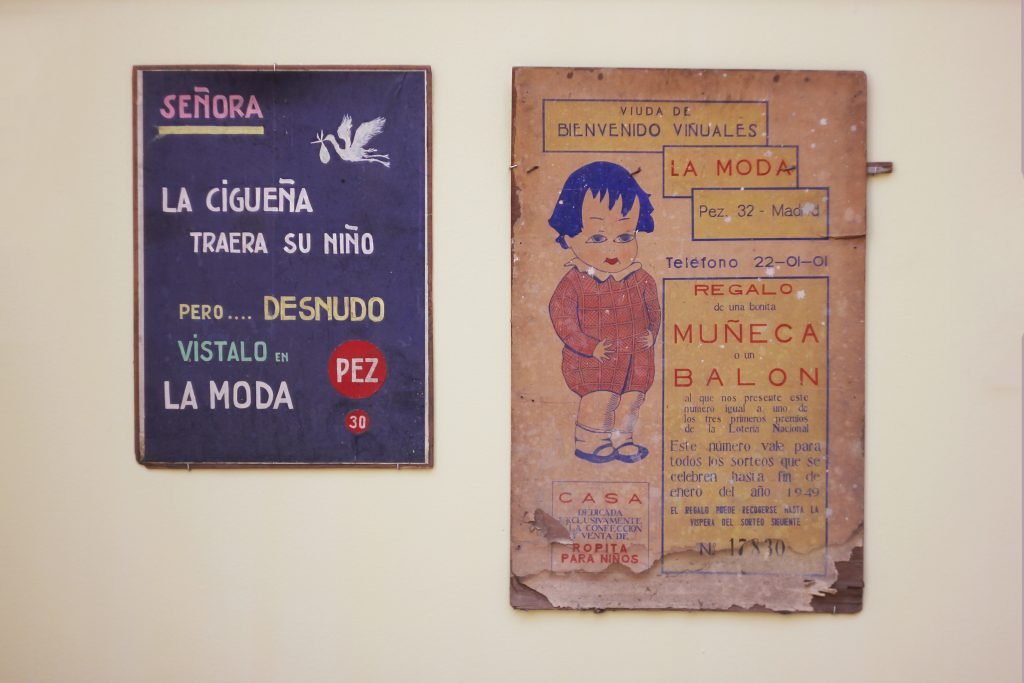 SEÑORA
LA CIGUEÑA
TRAERA SU NIÑO
PERO.... DESNUDO
VISTALO EN
LA MODA
PEZ
30
VIUDA DE
BIENVENIDO VIÑUALES
LA MODA
Pez. 32 - Madrid
Teléfono 22-01-01
REGALO
de una bonita
MUÑECA
o un
BALON
al que nos presente este
número igual a uno de
los tres primeros premios
de la Lotería Nacional
Este número vale para
todos los sorteos que se
celebren hasta fin de
enero del año 1949
EL REGALO PUEDE RECOGERSE HASTA LA
VISPERA DEL SORTEO SIGUIENTE
Nº 17830
CASA
DEDICADA
EXCLUSIVAMENTE
A LA CONFECCION
Y VENTA DE
ROPITA
PARA NIÑOS